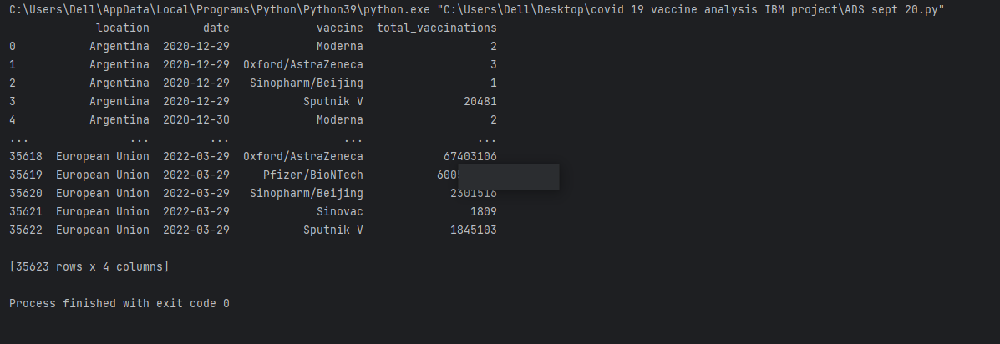 C:\Users\Dell\AppData\Local\Programs\Python\Python39\python.exe "C:\Users\Dell\Desktop\covid 19 vaccine analysis IBM project\ADS sept 20.py"
location date vaccine total_vaccinations
0 Argentina 2020-12-29 Moderna 2
1 Argentina 2020-12-29 Oxford/AstraZeneca 3
2 Argentina 2020-12-29 Sinopharm/Beijing 1
3 Argentina 2020-12-29 Sputnik V 20481
4 Argentina 2020-12-30 Moderna 2
... ... ... ... ...
35618 European Union 2022-03-29 Oxford/AstraZeneca 67403106
35619 European Union 2022-03-29 Pfizer/BioNTech
35620 European Union 2022-03-29 Sinopharm/Beijing 2301516
35621 European Union 2022-03-29 Sinovac 1809
35622 European Union 2022-03-29 Sputnik V 1845103
[35623 rows x 4 columns]
Process finished with exit code 0